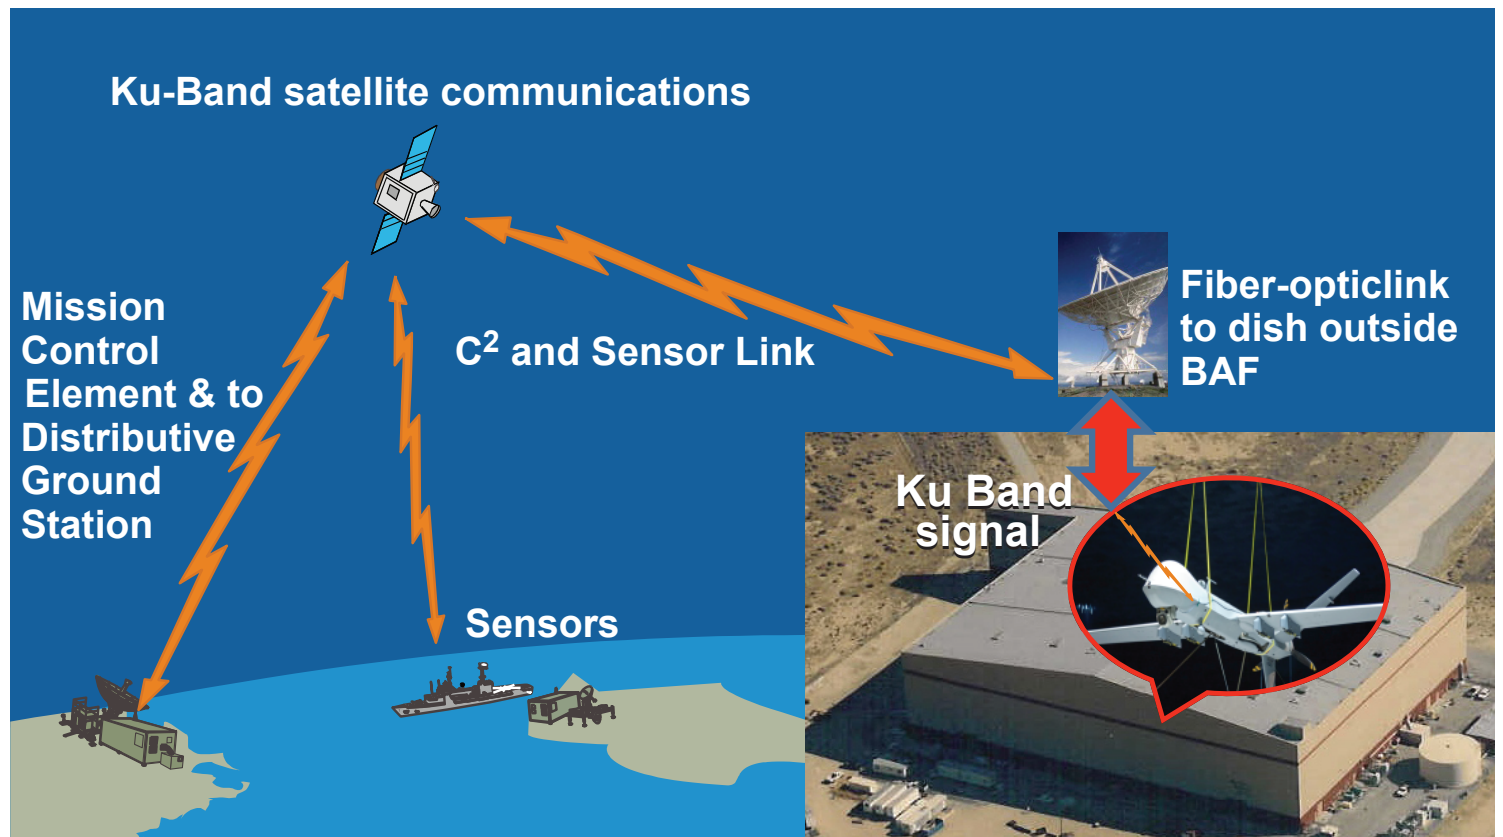 Ku-Band satellite communications
Mission
Control
Element & to
Distributive
Ground
Station
C² and Sensor Link
Fiber-opticlink
to dish outside
BAF
Ku Band
signal
Sensors